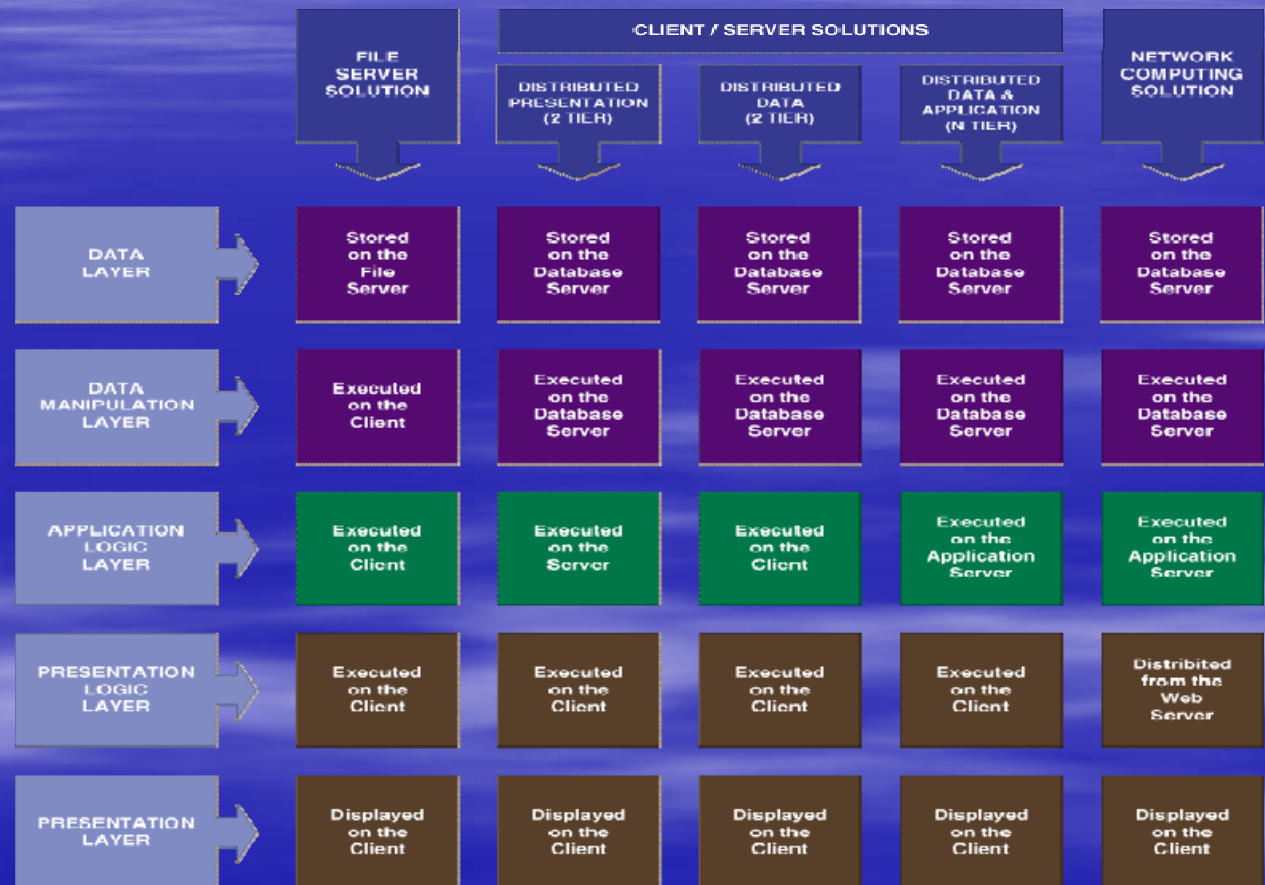 FILE
SERVER
SOLUTION
CLIENT / SERVER SOLUTIONS
DISTRIBUTED
PRESENTATION
(2 TIER)
DISTRIBUTED
DATA
(2 TIER)
DISTRIBUTED
DATA &
APPLICATION
(N TIER)
NETWORK
COMPUTING
SOLUTION
DATA
LAYER
Stored
on the
File
Server
Stored
on the
Database
Server
Stored
on the
Database
Server
Stored
on the
Database
Server
Stored
on the
Database
Server
DATA
MANIPULATION
LAYER
Executed
on the
Client
Executed
on the
Database
Server
Executed
on the
Database
Server
Executed
on the
Database
Server
Executed
on the
Database
Server
APPLICATION
LOGIC
LAYER
Executed
on the
Client
Executed
on the
Server
Executed
on the
Client
Executed
on the
Application
Server
Executed
on the
Application
Server
PRESENTATION
LOGIC
LAYER
Executed
on the
Client
Executed
on the
Client
Executed
on the
Client
Executed
on the
Client
Distribited
from the
Web
Server
PRESENTATION
LAYER
Displayed
on the
Client
Displayed
on the
Client
Displayed
on the
Client
Displayed
on the
Client
Displayed
on the
Client